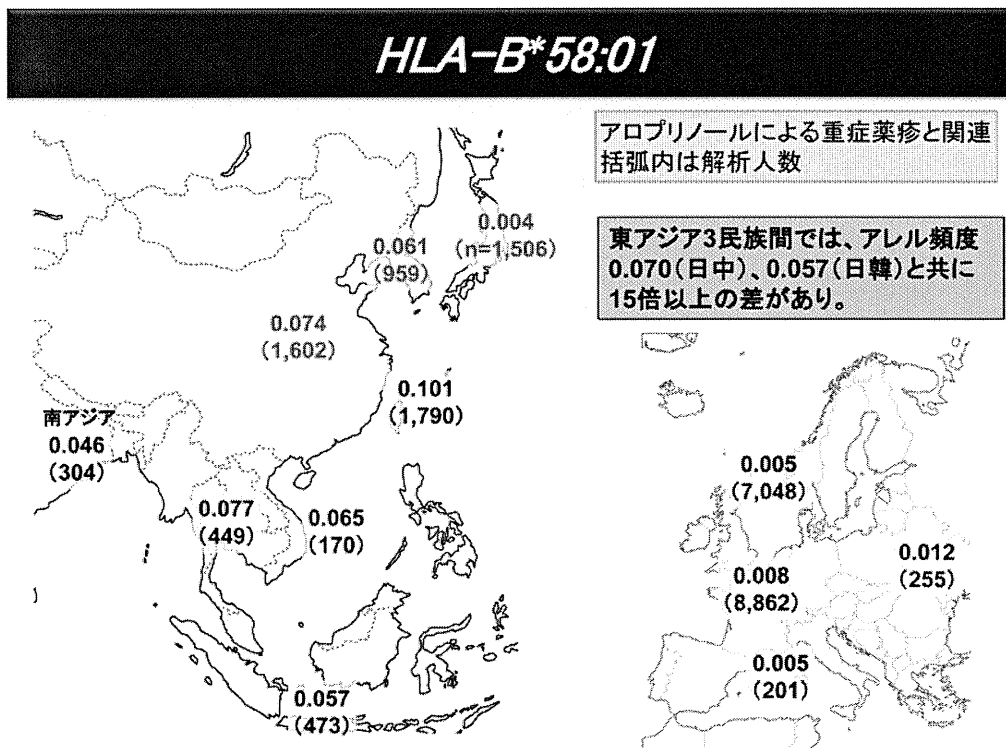 HLA-B*58:01
アロプリノールによる重症薬疹と関連
括弧内は解析人数
東アジア3民族間では、アレル頻度
0.070(日中)、0.057(日韓)と共に
15倍以上の差があり。
0.004
(n=1,506)
0.061
(959)
0.074
(1,602)
0.101
(1,790)
南アジア
0.046
(304)
0.077
(449)
0.065
(170)
0.057
(473)
0.005
(7,048)
0.012
(255)
0.008
(8,862)
0.005
(201)